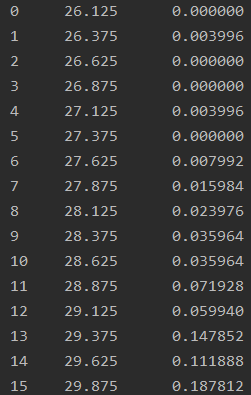 0 26.125 0.000000
1 26.375 0.003996
2 26.625 0.000000
3 26.875 0.000000
4 27.125 0.003996
5 27.375 0.000000
6 27.625 0.007992
7 27.875 0.015984
8 28.125 0.023976
9 28.375 0.035964
10 28.625 0.035964
11 28.875 0.071928
12 29.125 0.059940
13 29.375 0.147852
14 29.625 0.111888
15 29.875 0.187812